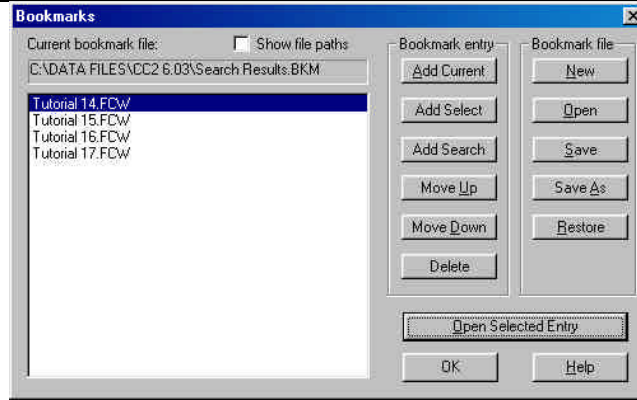 Bookmarks
Current bookmark file:
Show file paths
C:\DATA FILES\CC2 6.03\Search Results.BKM
Tutorial 14.FCW
Tutorial 15.FCW
Tutorial 16.FCW
Tutorial 17.FCW
Bookmark entry
Add Current
Add Select
Add Search
Move Up
Move Down
Delete
Bookmark file
New
Open
Save
Save As
Restore
Open Selected Entry
OK
Help